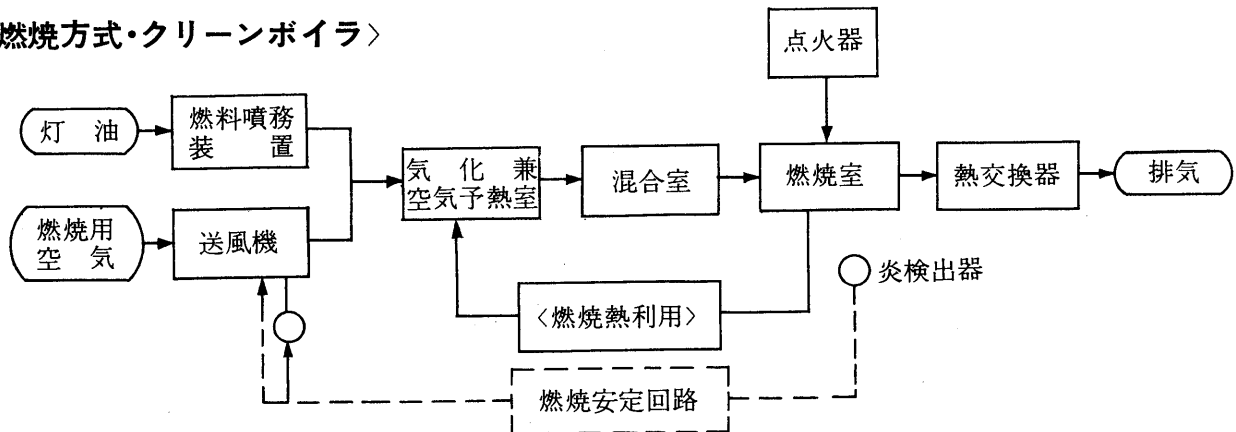 燃焼方式・クリーンボイラ〉
点火器
灯油
燃料噴務
装置
気化兼
空気予熱室
混合室
燃焼室
熱交換器
排気
燃焼用
空気
送風機
炎検出器
〈燃焼熱利用〉
燃焼安定回路